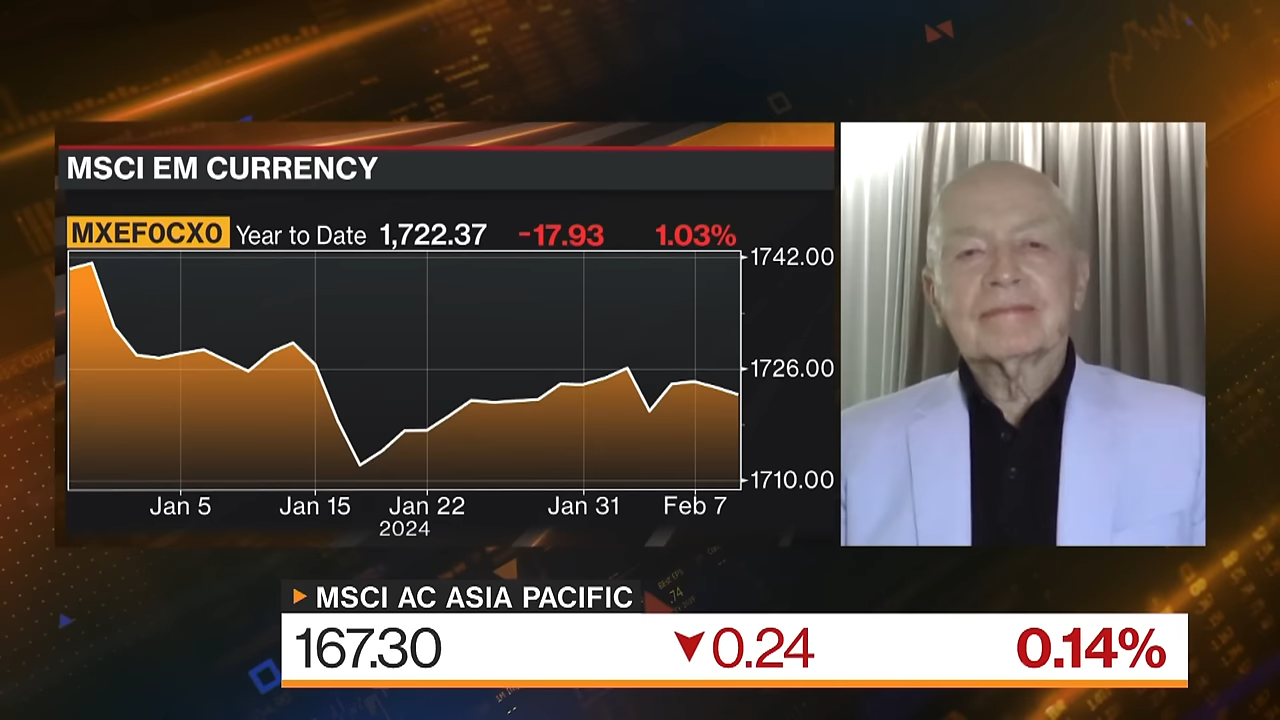 MSCI EM CURRENCY
MXEF0CX0 Year to Date 1,722.37 -17.93 1.03%
1742.00
1726.00
1710.00
Jan 5 Jan 15 Jan 22 Jan 31 Feb 7
2024
MSCI AC ASIA PACIFIC
167.30 ▼0.24 0.14%